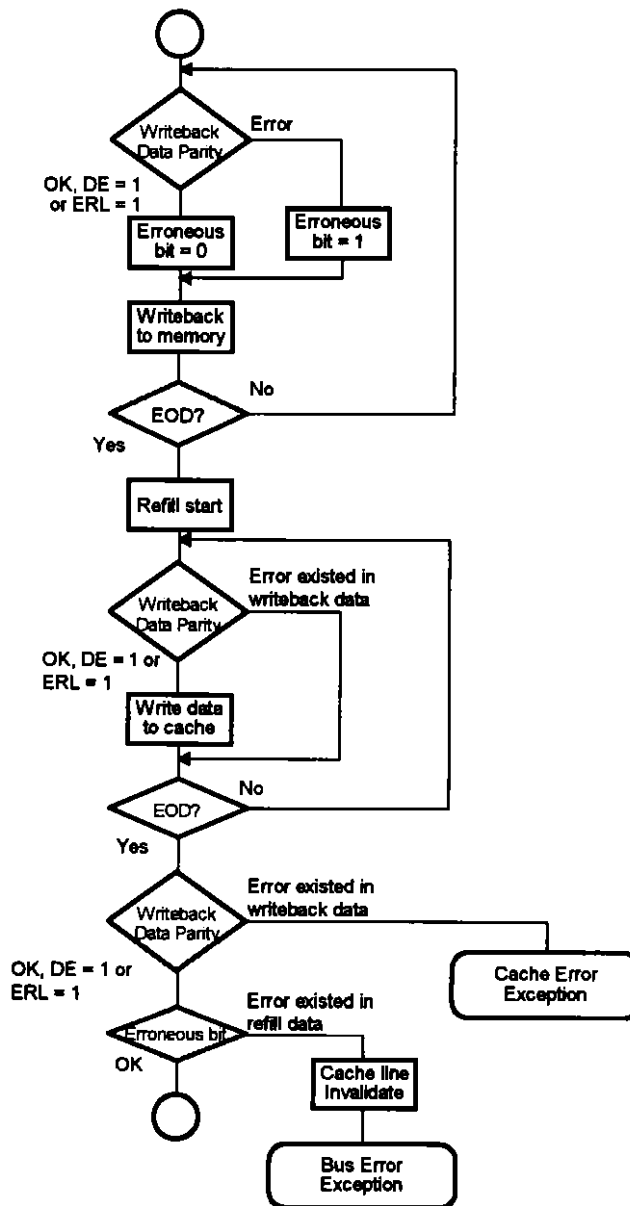 Writeback
Data Parity
Error
OK, DE = 1
or ERL = 1
Erroneous
bit = 0
Erroneous
bit = 1
Writeback
to memory
No
EOD?
Yes
Refill start
Error existed in
writeback data
Writeback
Data Parity
OK, DE = 1 or
ERL = 1
Write data
to cache
No
EOD?
Yes
Error existed in
writeback data
Writeback
Data Parity
Cache Error
Exception
OK, DE = 1 or
ERL = 1
Error existed in
refill data
Erroneous bit
OK
Cache line
Invalidate
Bus Error
Exception